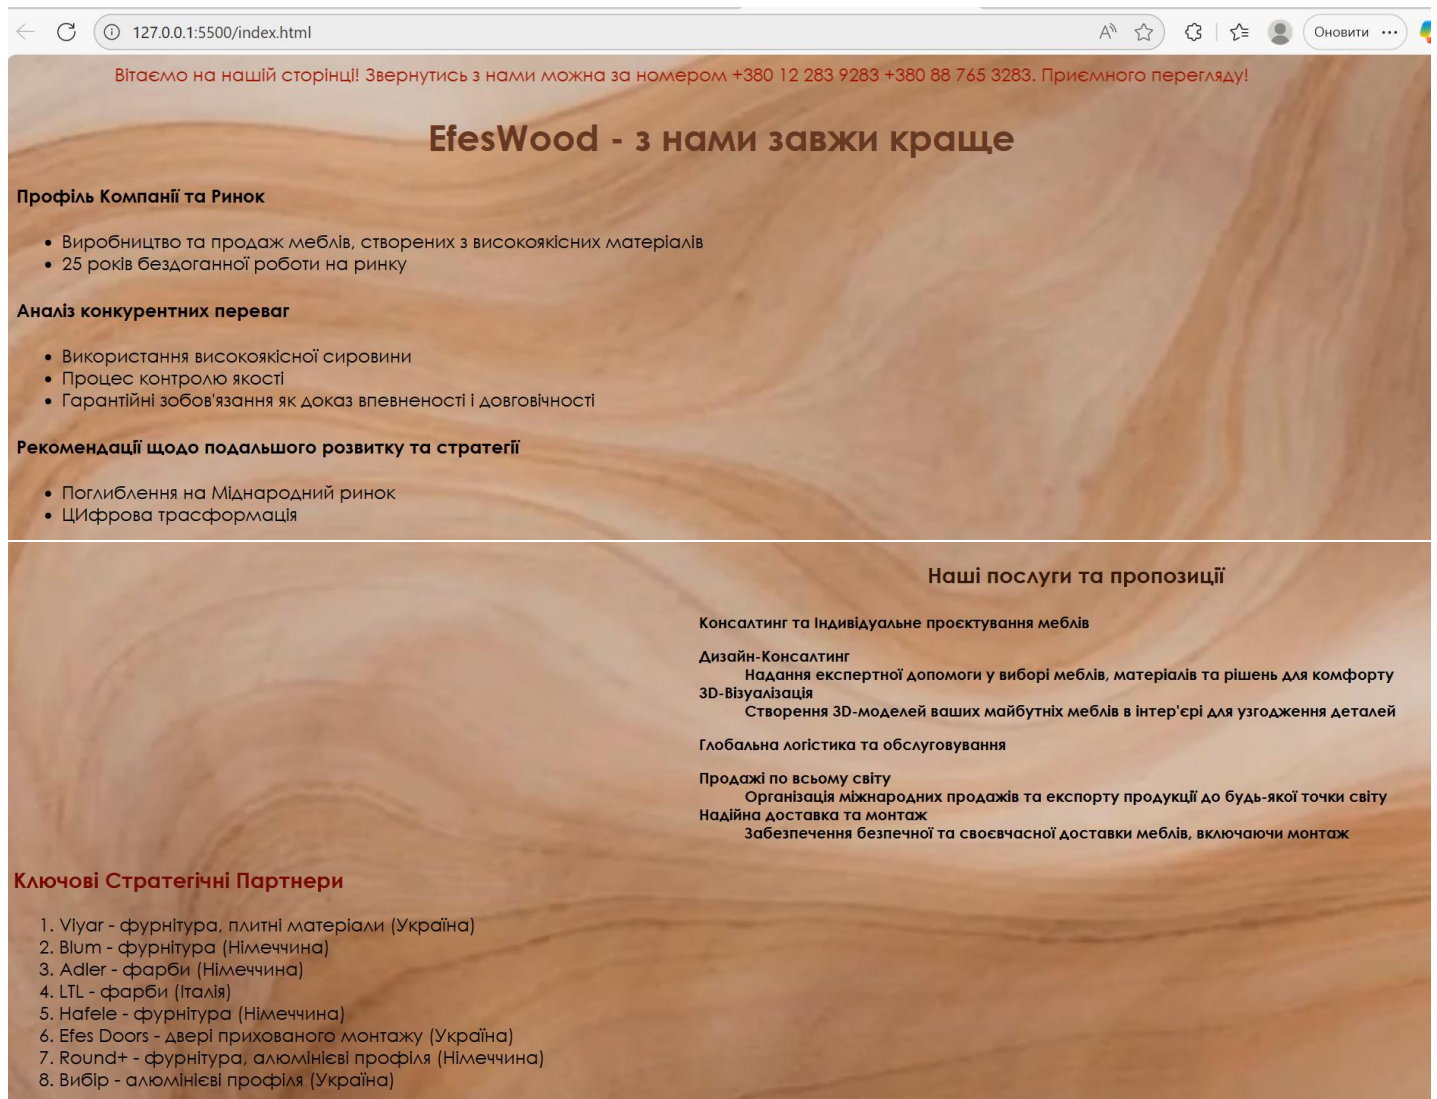 127.0.0.1:5500/index.html
Оновити
Вітаємо на нашій сторінці! Звернутись з нами можна за номером +380 12 283 9283 +380 88 765 3283. Приємного перегляду!
EfesWood - з нами завжи краще
Профіль Компанії та Ринок
• Виробництво та продаж меблів, створених з високоякісних матеріалів
• 25 років бездоганної роботи на ринку
Аналіз конкурентних переваг
• Використання високоякісної сировини
• Процес контролю якості
• Гарантійні зобов'язання як доказ впевненості і довговічності
Рекомендації щодо подальшого розвитку та стратегії
• Поглиблення на Міднародний ринок
• ЦИфрова трасформація
Наші послуги та пропозиції
Консалтинг та Індивідуальне проєктування меблів
Дизайн-Консалтинг
Надання експертної допомоги у виборі меблів, матеріалів та рішень для комфорту
3D-Візуалізація
Створення 3D-моделей ваших майбутніх меблів в інтер'єрі для узгодження деталей
Глобальна логістика та обслуговування
Продажі по всьому світу
Організація міжнародних продажів та експорту продукції до будь-якої точки світу
Надійна доставка та монтаж
Забезпечення безпечної та своєвчасної доставки меблів, включаючи монтаж
Ключові Стратегічні Партнери
1. Viyar - фурнітура, плитні матеріали (Україна)
2. Blum - фурнітура (Німеччина)
3. Adler - фарби (Німеччина)
4. LTL - фарби (Італія)
5. Hafele - фурнітура (Німеччина)
6. Efes Doors - двері прихованого монтажу (Україна)
7. Round+ - фурнітура, алюмінієві профіля (Німеччина)
8. Вибір - алюмінієві профіля (Україна)